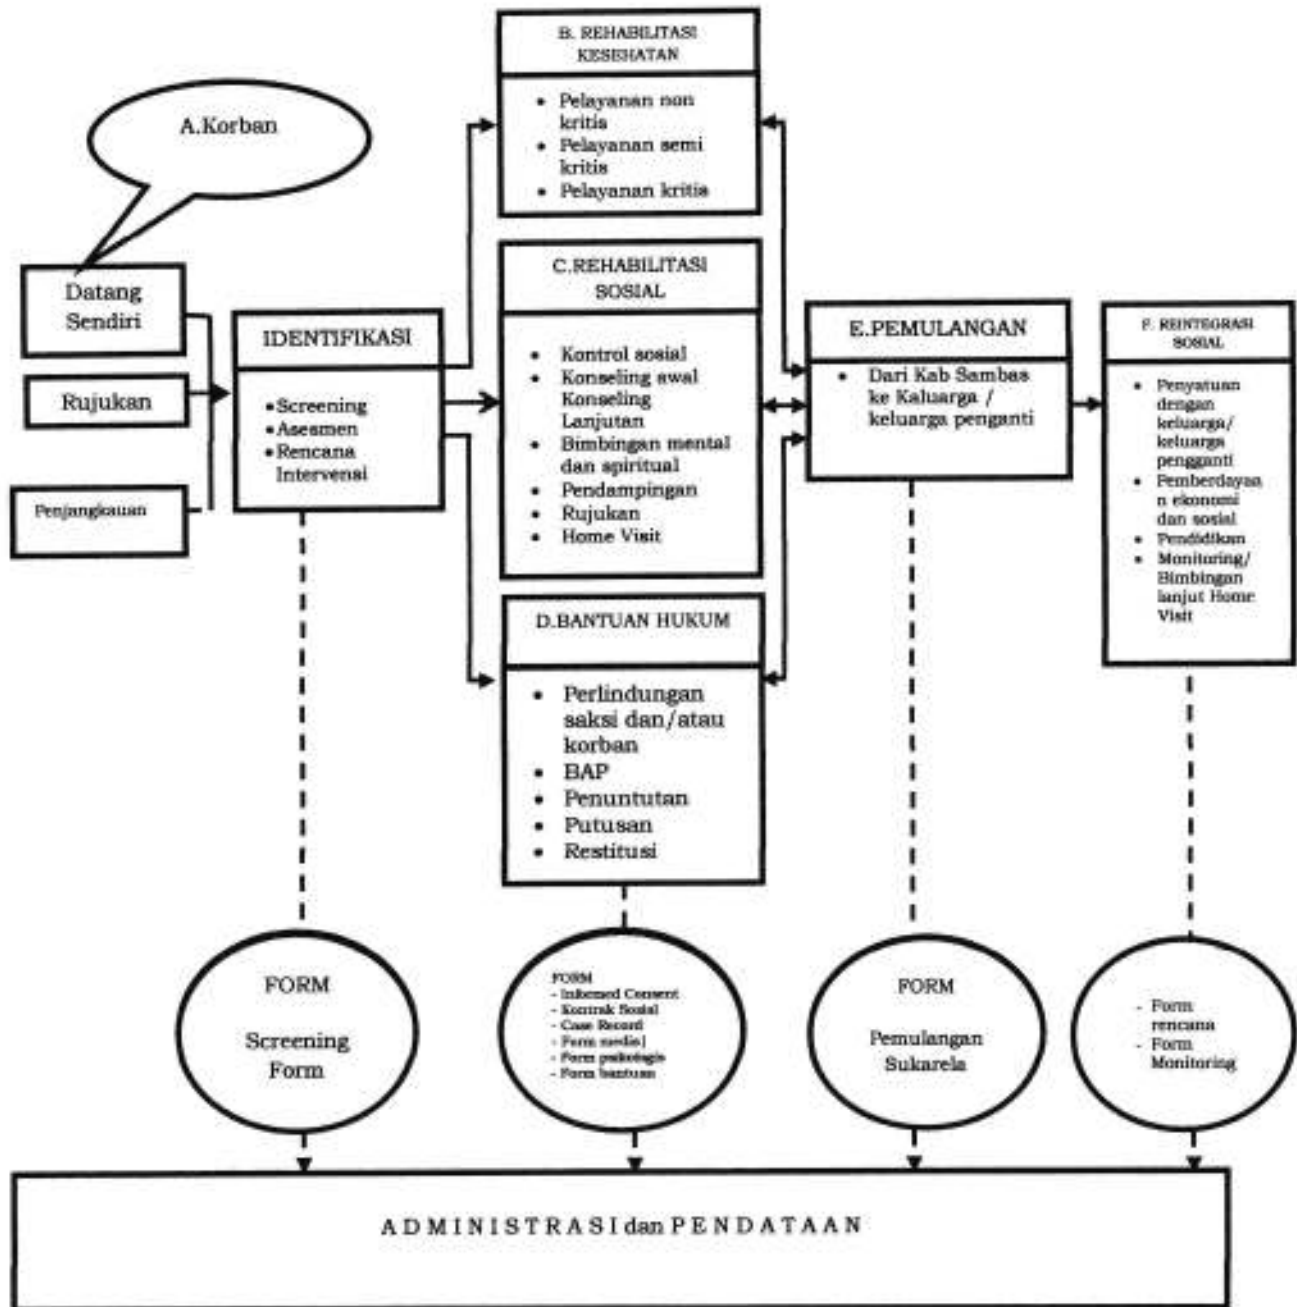 A.Korban
Datang
Sendiri
Rujukan
Penjangkauan
IDENTIFIKASI
• Screening
• Asesmen
• Rencana
Intervensi
B. REHABILITASI
KESEHATAN
• Pelayanan non
kritis
• Pelayanan semi
kritis
• Pelayanan kritis
C.REHABILITASI
SOSIAL
• Kontrol sosial
• Konseling awal
Konseling
Lanjutan
• Bimbingan mental
dan spiritual
• Pendampingan
• Rujukan
• Home Visit
D.BANTUAN HUKUM
• Perlindungan
saksi dan/atau
korban
• BAP
• Penuntutan
• Putusan
• Restitusi
E.PEMULANGAN
• Dari Kab Sambas
ke Kaluarga /
keluarga penganti
F. REINTEGRASI
SOSIAL
• Penyatuan
dengan
keluarga/
keluarga
pengganti
• Pemberdayaa
n ekonomi
dan sosial
• Pendidikan
• Monitoring/
Bimbingan
lanjut Home
Visit
FORM
Screening
Form
FORM
- Informed Consent
- Kontrak Sosial
- Case Record
- Form medis
- Form psikologis
- Form bantuan
FORM
Pemulangan
Sukarela
- Form
rencana
- Form
Monitoring
A D M I N I S T R A S I dan P E N D A T A A N